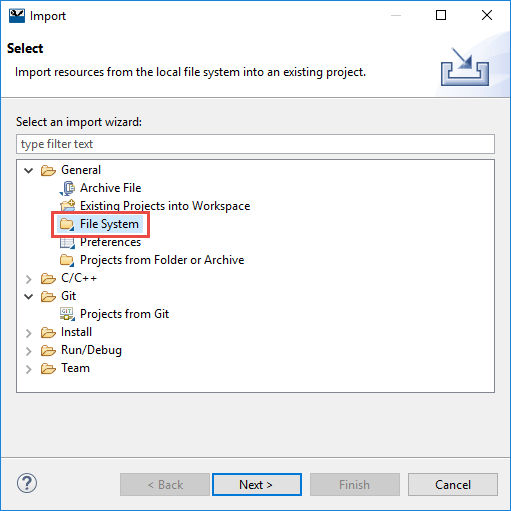 Import
Select
Import resources from the local file system into an existing project.
Select an import wizard:
type filter text
General
Archive File
Existing Projects into Workspace
File System
Preferences
Projects from Folder or Archive
C/C++
Git
GIT Projects from Git
Install
Run/Debug
Team
? < Back Next > Finish Cancel